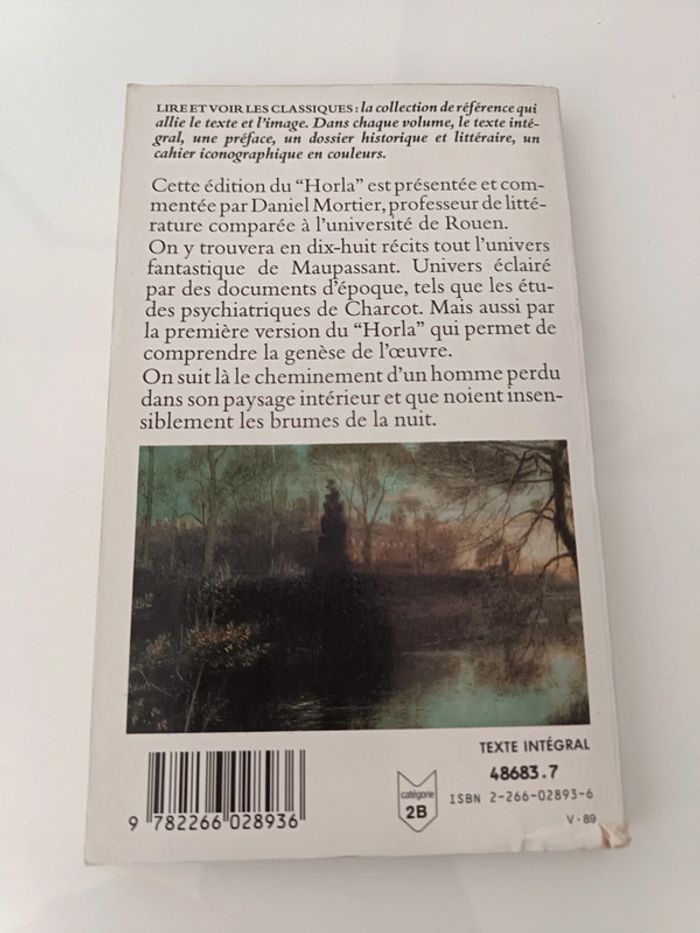 LIRE ET VOIR LES CLASSIQUES : la collection de référence qui
allie le texte et l'image. Dans chaque volume, le texte inté-
gral, une préface, un dossier historique et littéraire, un
cahier iconographique en couleurs.
Cette édition du “Horla” est présentée et com-
mentée par Daniel Mortier, professeur de litté-
rature comparée à l'université de Rouen.
On y trouvera en dix-huit récits tout l'univers
fantastique de Maupassant. Univers éclairé
par des documents d'époque, tels que les étu-
des psychiatriques de Charcot. Mais aussi par
la première version du “Horla” qui permet de
comprendre la genèse de l'œuvre.
On suit là le cheminement d'un homme perdu
dans son paysage intérieur et que noient insen-
siblement les brumes de la nuit.
TEXTE INTÉGRAL
48683.7
catégorie
2B
ISBN 2-266-02893-6
9 782266 028936
V - 89